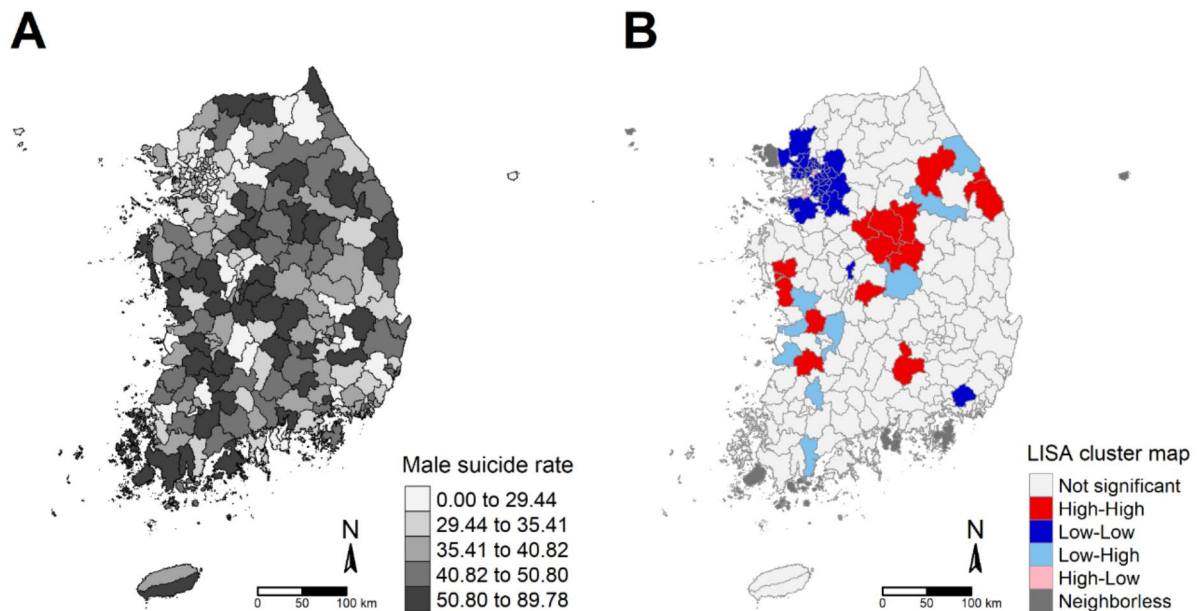 A
Male suicide rate
0.00 to 29.44
29.44 to 35.41
35.41 to 40.82
40.82 to 50.80
50.80 to 89.78
N
0 50 100 km
B
LISA cluster map
Not significant
High-High
Low-Low
Low-High
High-Low
Neighborless
N
0 50 100 km